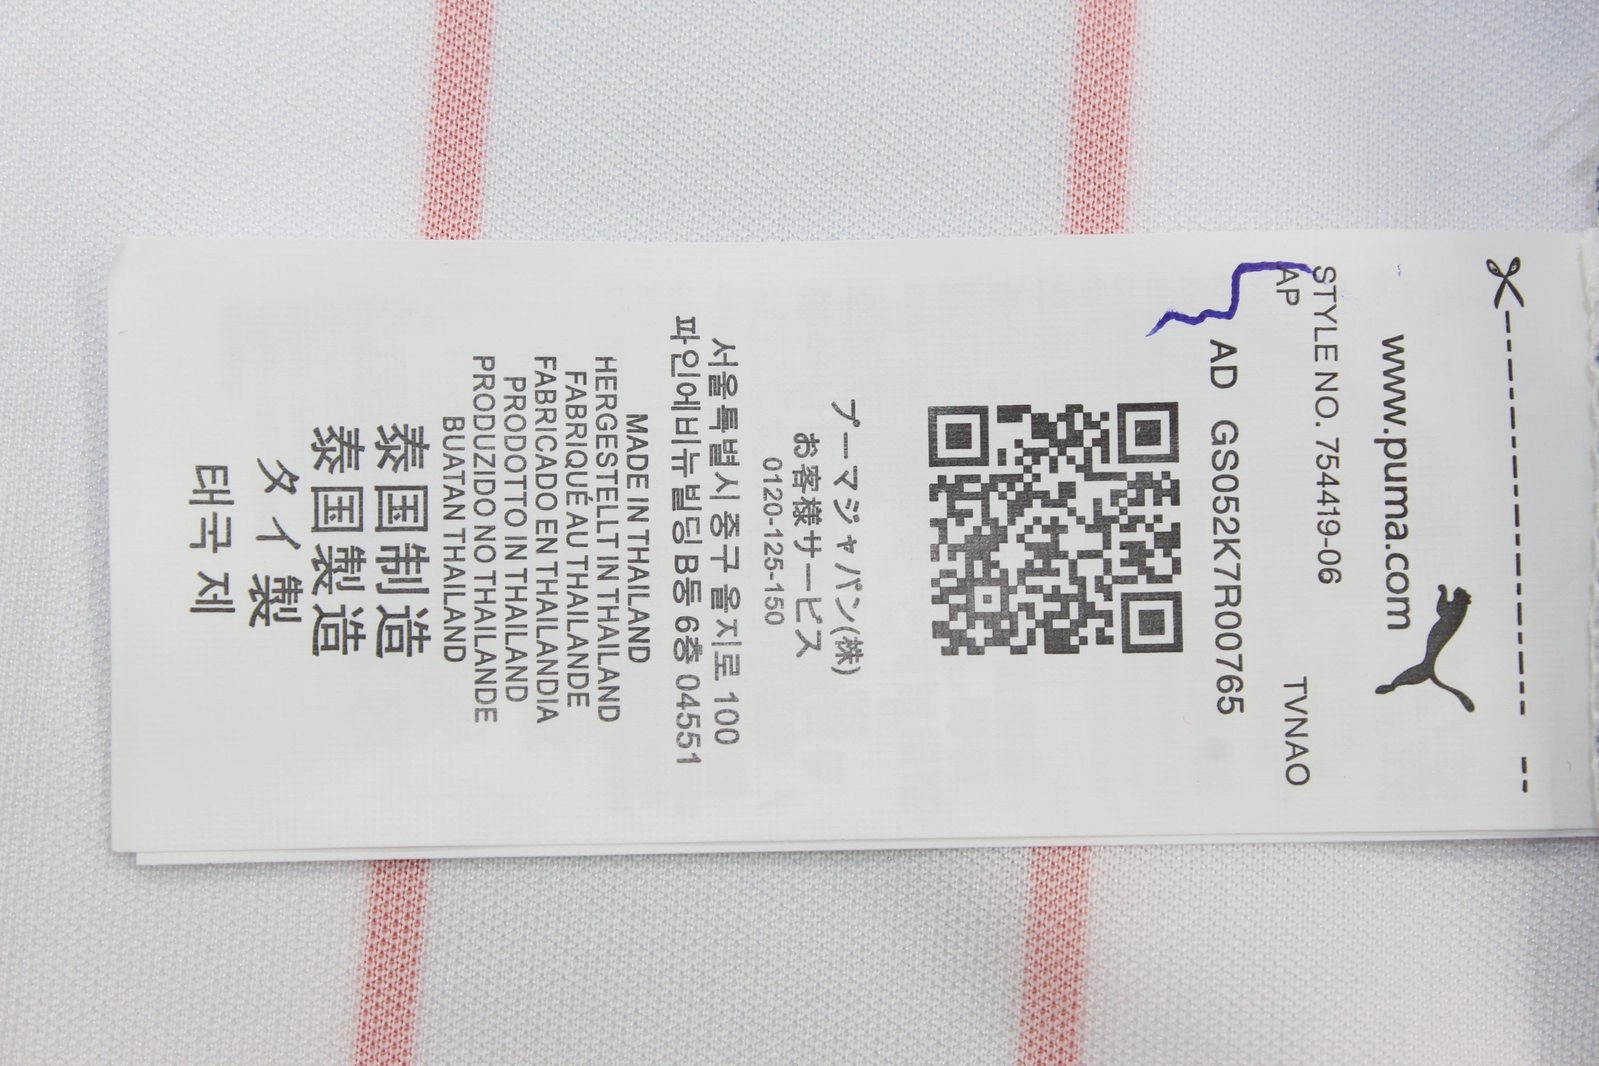 www.puma.com
STYLE NO. 754419-06
AP TVNAO
AD GS052K7R00765
プーマジャパン(株)
お客様サービス
0120-125-150
서울특별시 중구 을지로 100
파인에비뉴빌딩 B동 6층 04551
MADE IN THAILAND
HERGESTELLT IN THAILAND
FABRIQUÉ AU THAILANDE
FABRICADO EN THAILANDIA
PRODOTTO IN THAILAND
PRODUZIDO NO THAILANDE
BUATAN THAILAND
泰国制造
泰国製造
タイ製
태국 제